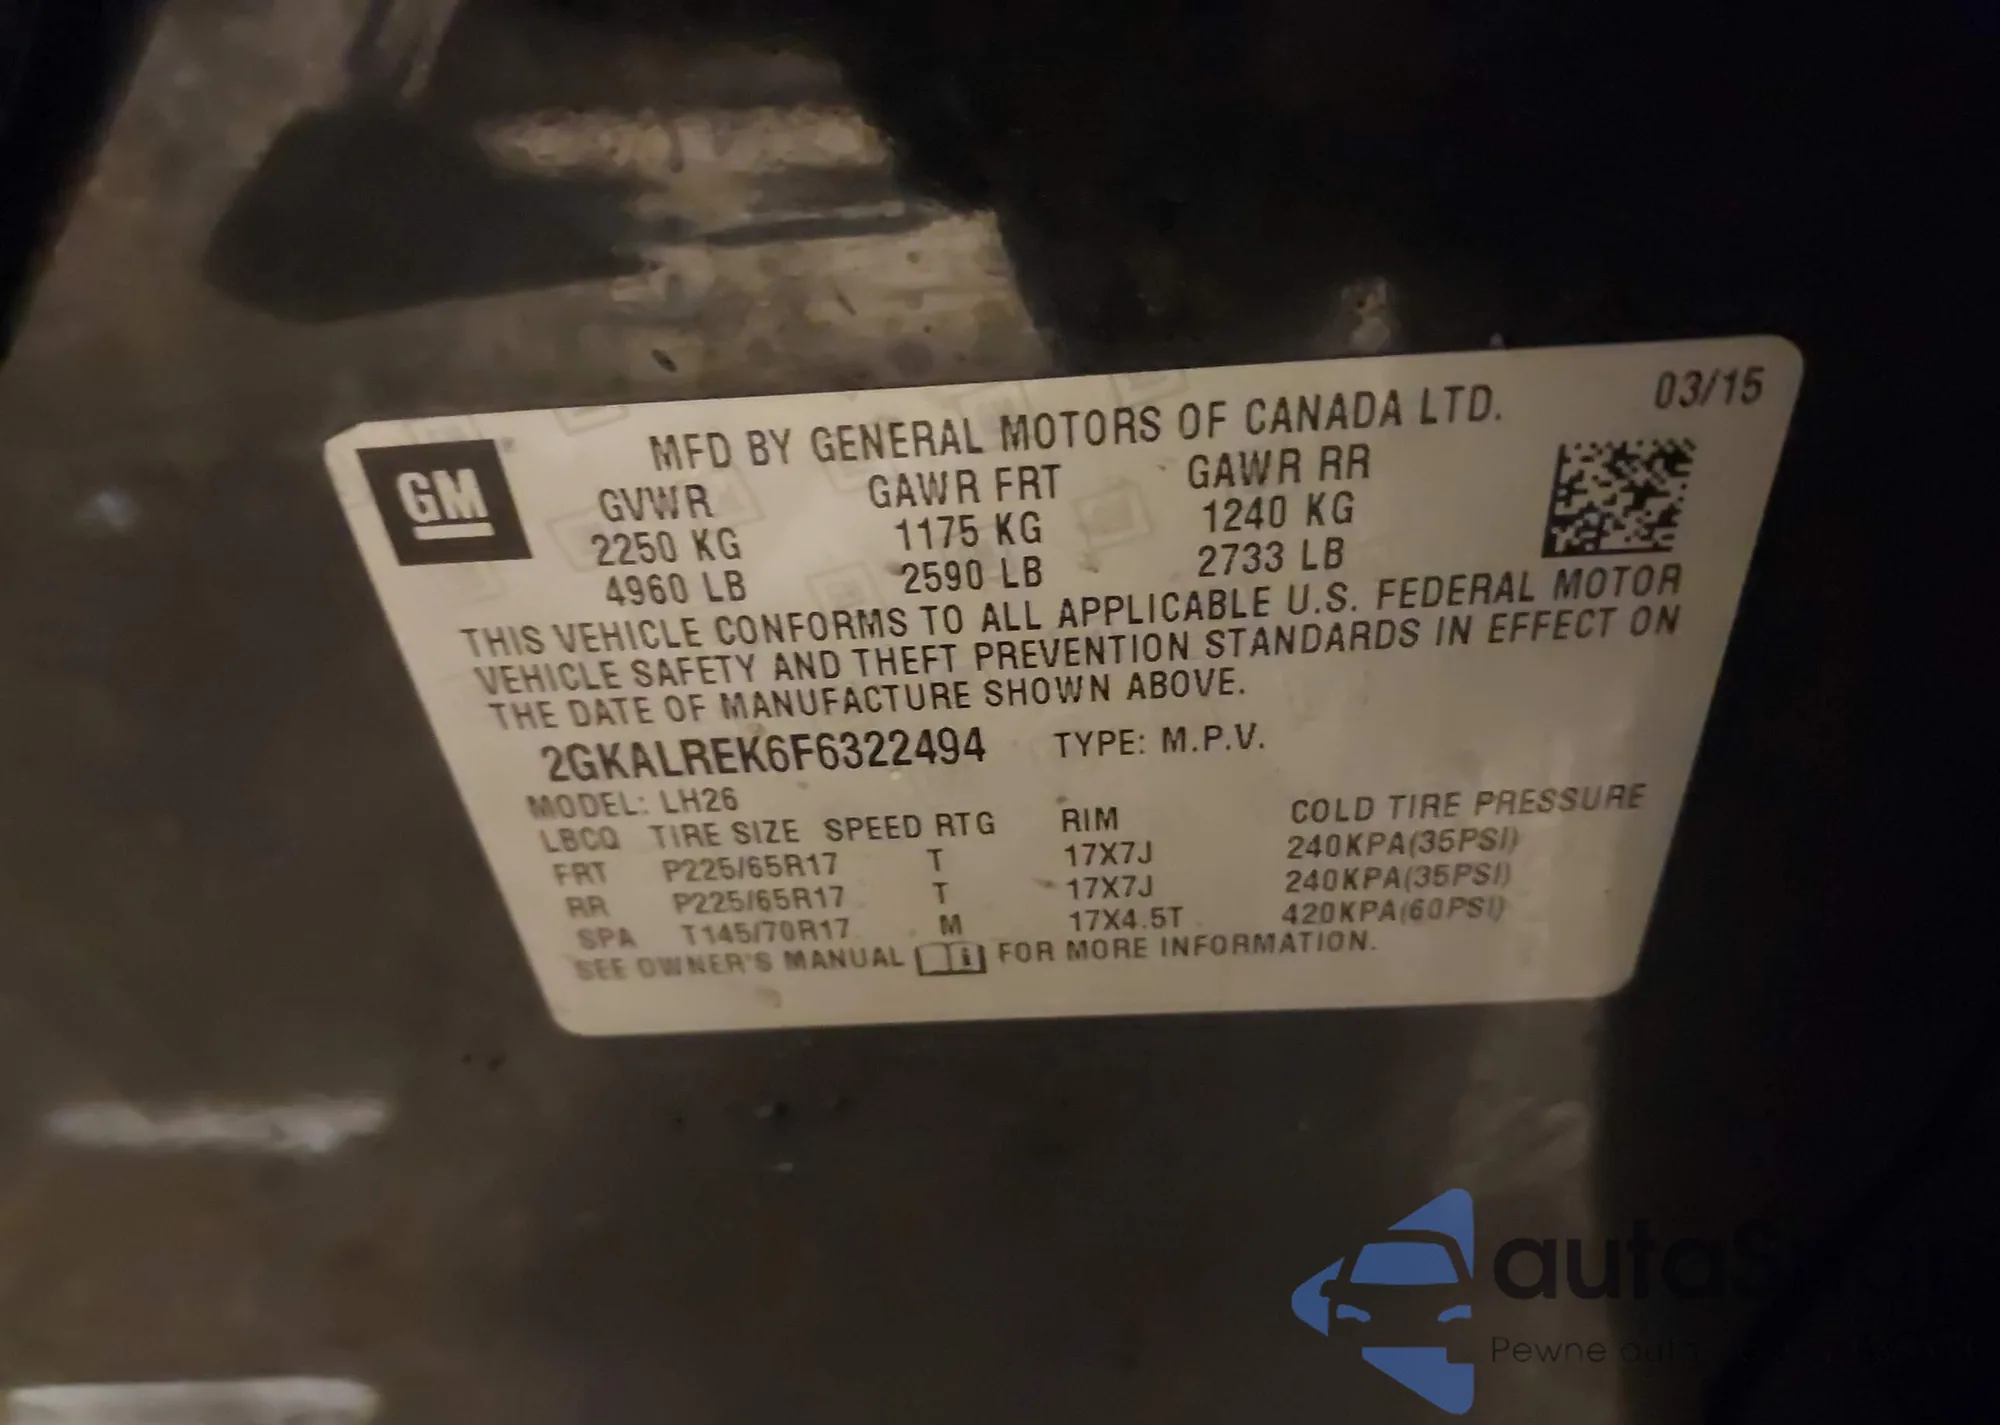 03/15
MFD BY GENERAL MOTORS OF CANADA LTD.
GM
GVWR GAWR FRT GAWR RR
2250 KG 1175 KG 1240 KG
4960 LB 2590 LB 2733 LB
THIS VEHICLE CONFORMS TO ALL APPLICABLE U.S. FEDERAL MOTOR
VEHICLE SAFETY AND THEFT PREVENTION STANDARDS IN EFFECT ON
THE DATE OF MANUFACTURE SHOWN ABOVE.
2GKALREK6F6322494 TYPE: M.P.V.
MODEL: LH26
LBCQ TIRE SIZE SPEED RTG RIM COLD TIRE PRESSURE
FRT P225/65R17 T 17X7J 240KPA(35PSI)
RR P225/65R17 T 17X7J 240KPA(35PSI)
SPA T145/70R17 M 17X4.5T 420KPA(60PSI)
SEE OWNER'S MANUAL FOR MORE INFORMATION.
Pewne